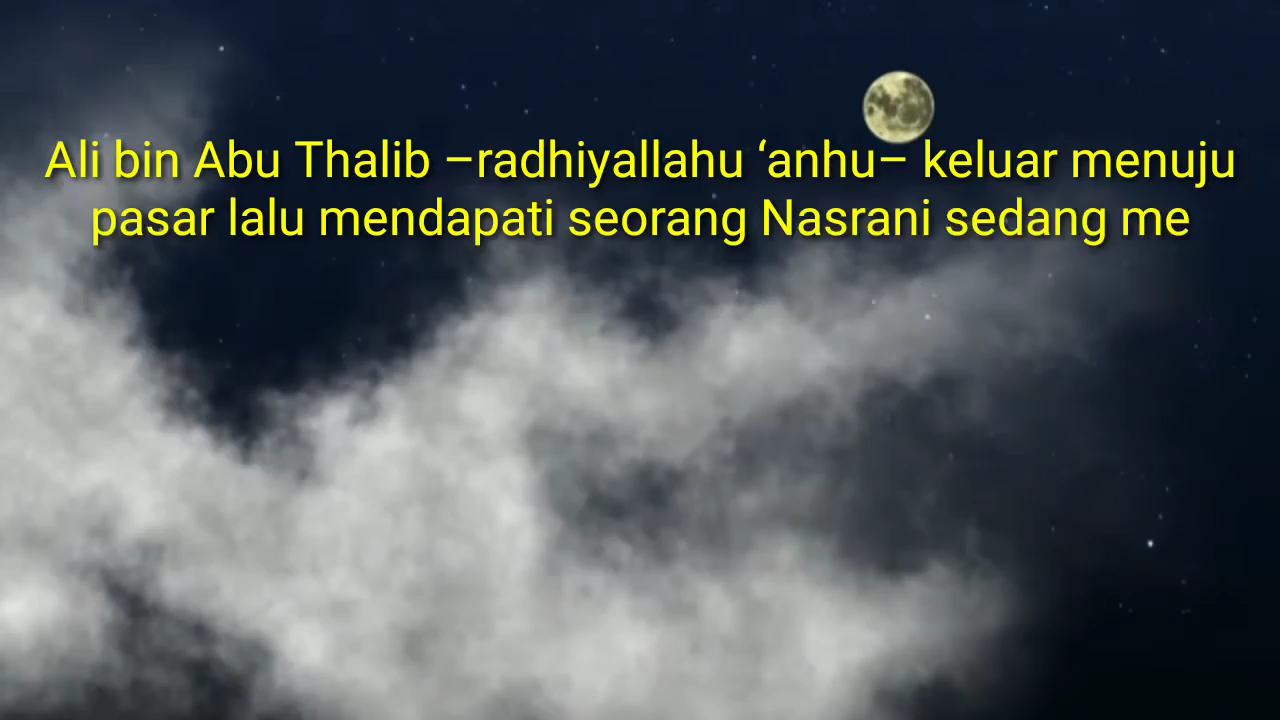 Ali bin Abu Thalib –radhiyallahu ‘anhu– keluar menuju
pasar lalu mendapati seorang Nasrani sedang me